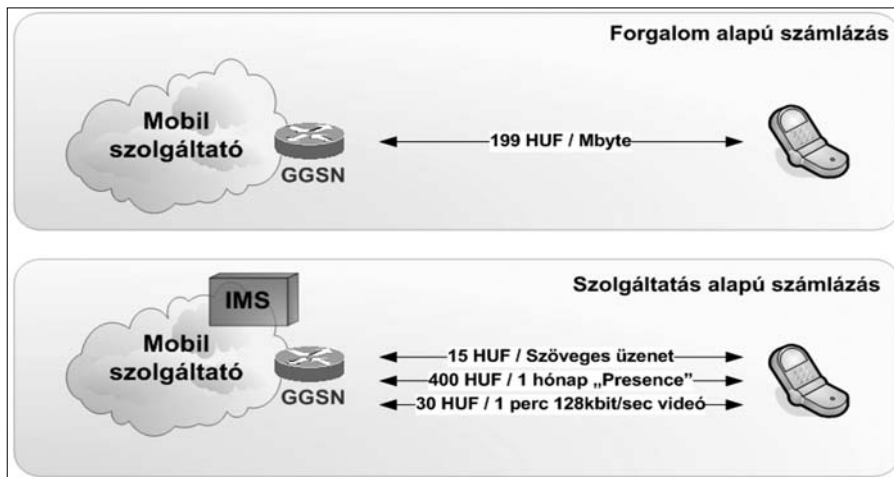 Forgalom alapú számlázás
Mobil
szolgáltató
GGSN
199 HUF / Mbyte
Szolgáltatás alapú számlázás
IMS
Mobil
szolgáltató
GGSN
15 HUF / Szöveges üzenet
400 HUF / 1 hónap „Presence”
30 HUF / 1 perc 128kbit/sec videó